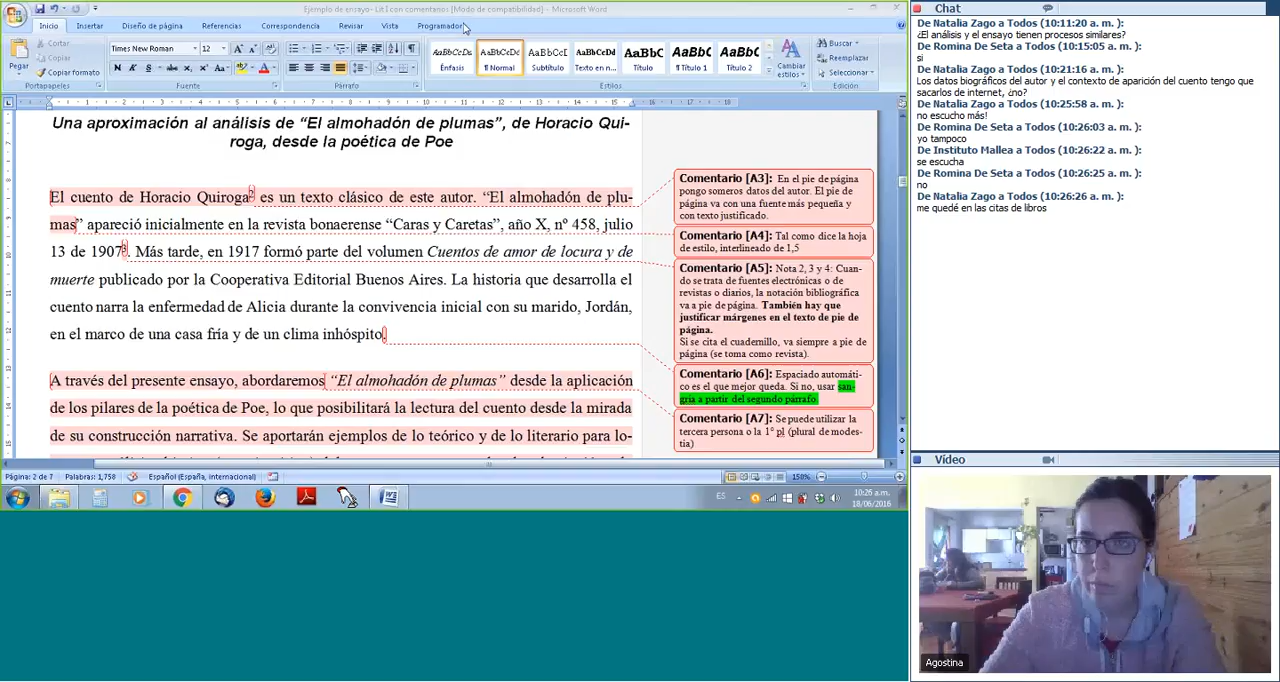 Ejemplo de ensayo- Lit I con comentarios [Modo de compatibilidad] - Microsoft Word
Inicio Insertar Diseño de página Referencias Correspondencia Revisar Vista Programador
Cortar
Copiar
Copiar formato
Pegar
Portapapeles
Times New Roman 12
Fuente
Párrafo
AaBbCcDc AaBbCcDc AaBbCcI AaBbCcDc AaBbC AaBbC AaBbC
Énfasis ¶ Normal Subtítulo Texto en n... Título ¶ Título 1 Título 2
Cambiar estilos
Estilos
Buscar
Reemplazar
Seleccionar
Edición
Una aproximación al análisis de “El almohadón de plumas”, de Horacio Qui-
roga, desde la poética de Poe
El cuento de Horacio Quiroga2 es un texto clásico de este autor. “El almohadón de plu-
mas” apareció inicialmente en la revista bonaerense “Caras y Caretas”, año X, nº 458, julio
13 de 19073. Más tarde, en 1917 formó parte del volumen Cuentos de amor de locura y de
muerte publicado por la Cooperativa Editorial Buenos Aires. La historia que desarrolla el
cuento narra la enfermedad de Alicia durante la convivencia inicial con su marido, Jordán,
en el marco de una casa fría y de un clima inhóspito.
A través del presente ensayo, abordaremos “El almohadón de plumas” desde la aplicación
de los pilares de la poética de Poe, lo que posibilitará la lectura del cuento desde la mirada
de su construcción narrativa. Se aportarán ejemplos de lo teórico y de lo literario para lo-
Comentario [A3]: En el pie de página
pongo someros datos del autor. El pie de
página va con una fuente más pequeña y
con texto justificado.
Comentario [A4]: Tal como dice la hoja
de estilo, interlineado de 1,5
Comentario [A5]: Nota 2, 3 y 4: Cuan-
do se trata de fuentes electrónicas o de
revistas o diarios, la notación bibliográfica
va a pie de página. También hay que
justificar márgenes en el texto de pie de
página.
Si se cita el cuadernillo, va siempre a pie de
página (se toma como revista).
Comentario [A6]: Espaciado automáti-
co es el que mejor queda. Si no, usar san-
gría a partir del segundo párrafo.
Comentario [A7]: Se puede utilizar la
tercera persona o la 1º pl (plural de modes-
tia)
Página: 2 de 7 Palabras: 1,758 Español (España, internacional) 150%
ES 10:26 a.m.
18/06/2016
Chat
De Natalia Zago a Todos (10:11:20 a. m. ):
¿El análisis y el ensayo tienen procesos similares?
De Romina De Seta a Todos (10:15:05 a. m. ):
si
De Natalia Zago a Todos (10:21:16 a. m. ):
Los datos biográficos del autor y el contexto de aparición del cuento tengo que
sacarlos de internet, ¿no?
De Natalia Zago a Todos (10:25:58 a. m. ):
no escucho más!
De Romina De Seta a Todos (10:26:03 a. m. ):
yo tampoco
De Instituto Mallea a Todos (10:26:22 a. m. ):
se escucha
De Romina De Seta a Todos (10:26:25 a. m. ):
no
De Natalia Zago a Todos (10:26:26 a. m. ):
me quedé en las citas de libros
Vídeo
Agostina